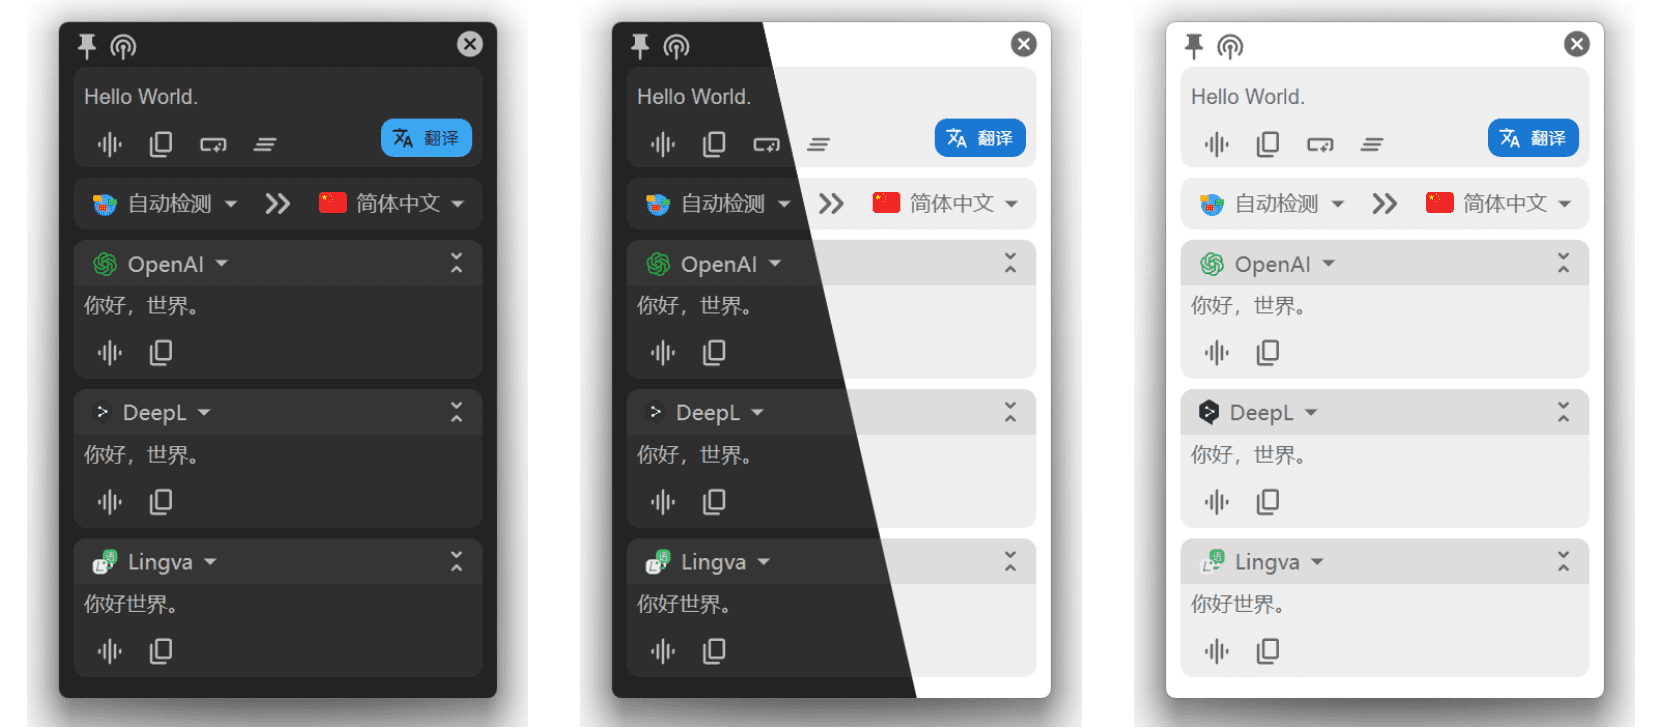 Hello World.
翻译
自动检测
简体中文
OpenAI
你好，世界。
DeepL
你好，世界。
Lingva
你好世界。
Hello World.
翻译
自动检测
简体中文
OpenAI
你好，世界。
DeepL
你好，世界。
Lingva
你好世界。
Hello World.
翻译
自动检测
简体中文
OpenAI
你好，世界。
DeepL
你好，世界。
Lingva
你好世界。